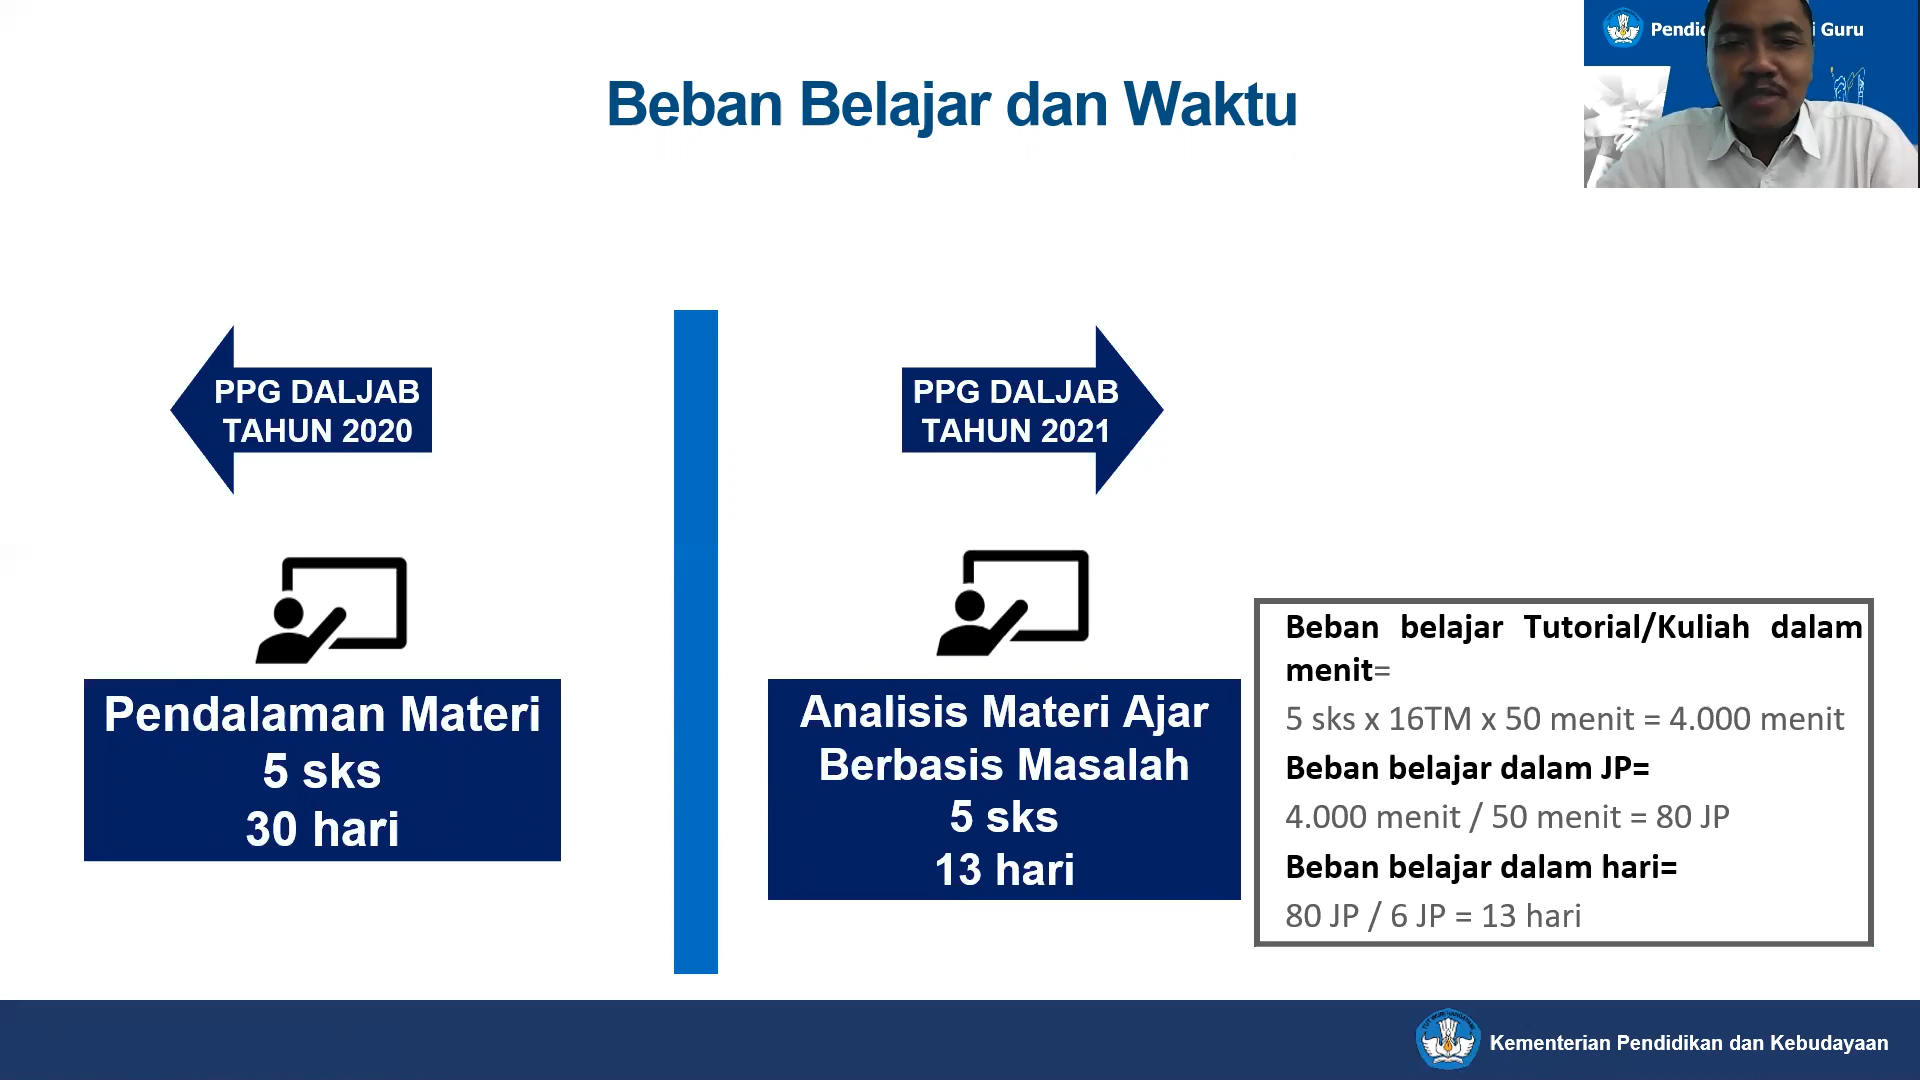 Pendi
i Guru
Beban Belajar dan Waktu
PPG DALJAB
TAHUN 2020
PPG DALJAB
TAHUN 2021
Pendalaman Materi
5 sks
30 hari
Analisis Materi Ajar
Berbasis Masalah
5 sks
13 hari
Beban belajar Tutorial/Kuliah dalam
menit=
5 sks x 16TM x 50 menit = 4.000 menit
Beban belajar dalam JP=
4.000 menit / 50 menit = 80 JP
Beban belajar dalam hari=
80 JP / 6 JP = 13 hari
Kementerian Pendidikan dan Kebudayaan